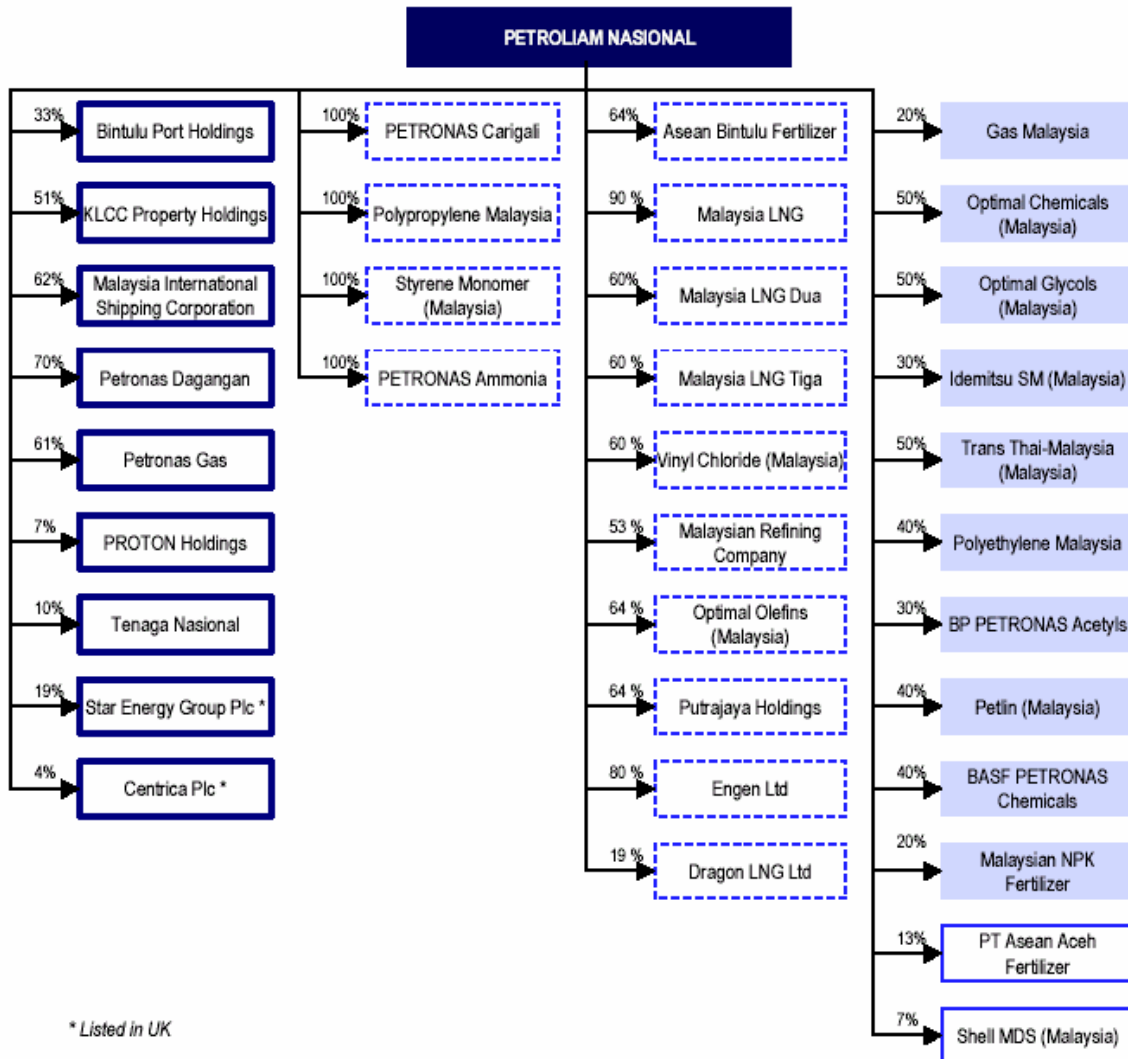 PETROLIAM NASIONAL
33%
Bintulu Port Holdings
51%
KLCC Property Holdings
62%
Malaysia International
Shipping Corporation
70%
Petronas Dagangan
61%
Petronas Gas
7%
PROTON Holdings
10%
Tenaga Nasional
19%
Star Energy Group Plc *
4%
Centrica Plc *
100%
PETRONAS Carigali
100%
Polypropylene Malaysia
100%
Styrene Monomer
(Malaysia)
100%
PETRONAS Ammonia
64%
Asean Bintulu Fertilizer
90 %
Malaysia LNG
60%
Malaysia LNG Dua
60 %
Malaysia LNG Tiga
60 %
Vinyl Chloride (Malaysia)
53 %
Malaysian Refining
Company
64 %
Optimal Olefins
(Malaysia)
64 %
Putrajaya Holdings
80 %
Engen Ltd
19 %
Dragon LNG Ltd
20%
Gas Malaysia
50%
Optimal Chemicals
(Malaysia)
50%
Optimal Glycols
(Malaysia)
30%
Idemitsu SM (Malaysia)
50%
Trans Thai-Malaysia
(Malaysia)
40%
Polyethylene Malaysia
30%
BP PETRONAS Acetyls
40%
Petlin (Malaysia)
40%
BASF PETRONAS
Chemicals
20%
Malaysian NPK
Fertilizer
13%
PT Asean Aceh
Fertilizer
7%
Shell MDS (Malaysia)
* Listed in UK